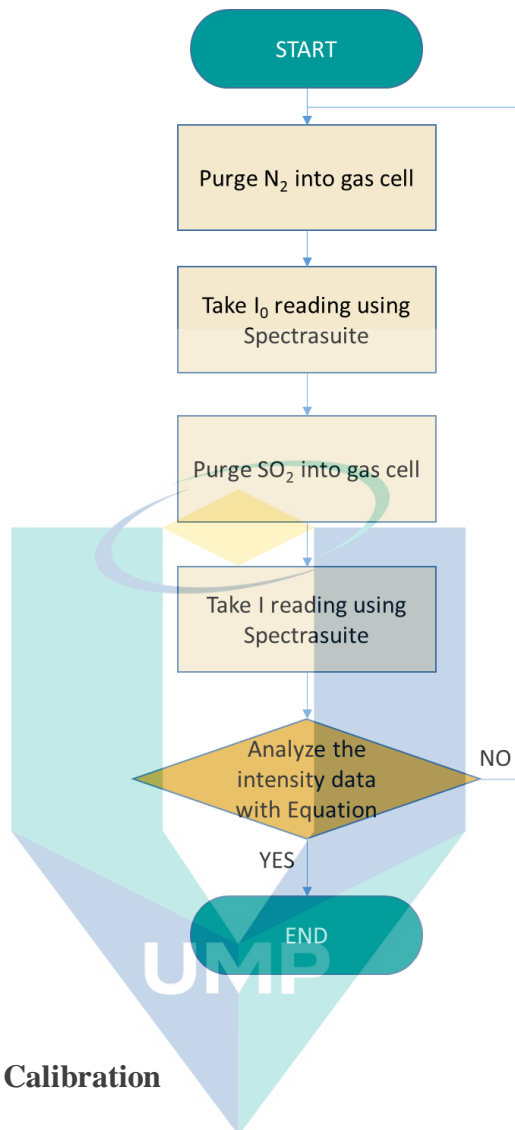 START
Purge N₂ into gas cell
Take I₀ reading using
Spectrasuite
Purge SO₂ into gas cell
Take I reading using
Spectrasuite
Analyze the
intensity data
with Equation
NO
YES
END
UMP
Calibration